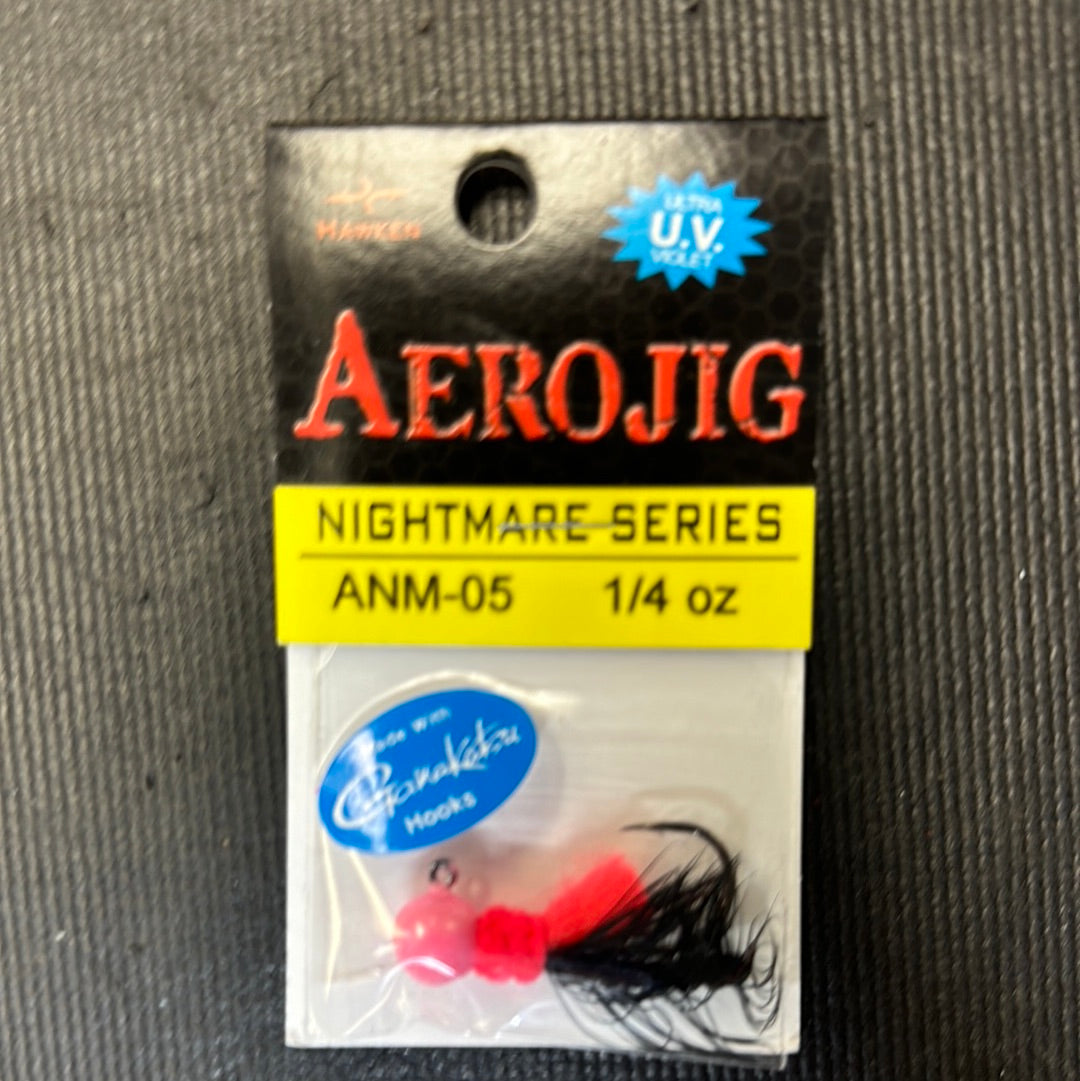 HAWKEN
ULTRA
U.V.
VIOLET
AEROJIG
NIGHTMARE SERIES
ANM-05 1/4 oz
Made With
Gamakatsu
Hooks